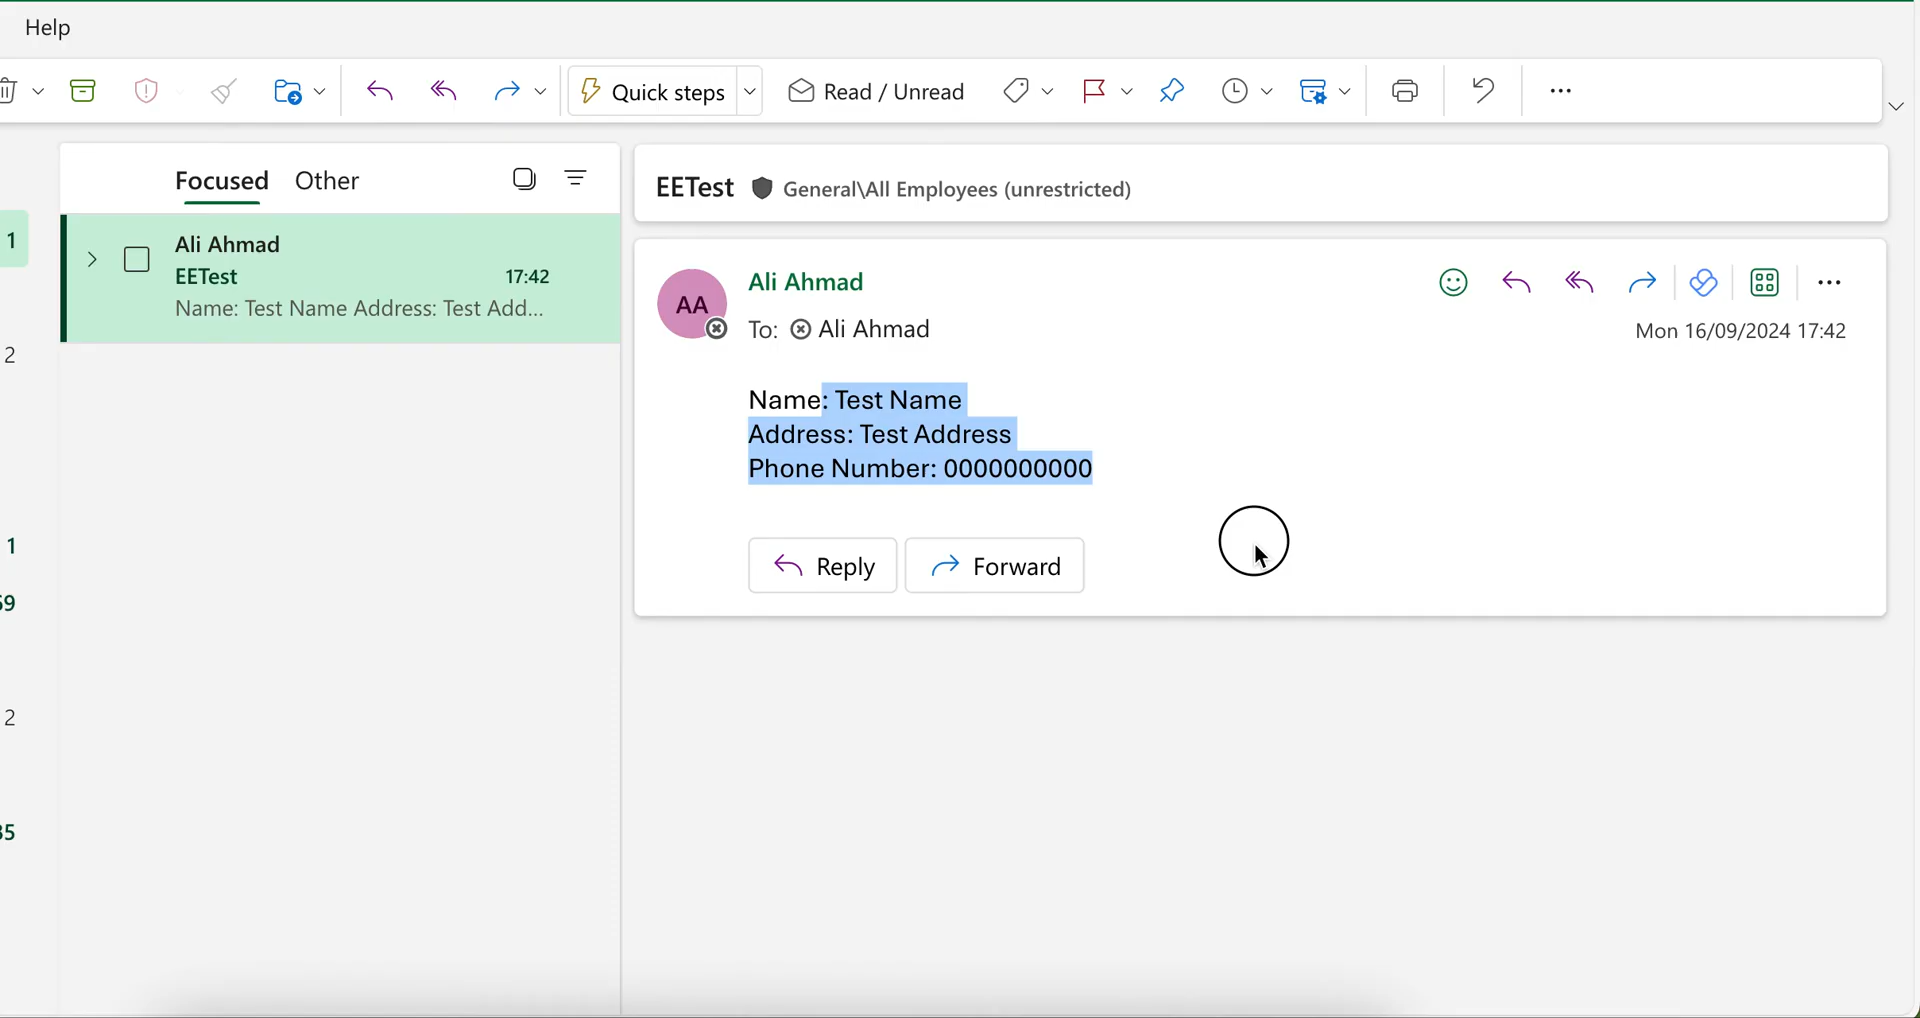 Help
Quick steps
Read / Unread
Focused Other
1
Ali Ahmad
EETest 17:42
Name: Test Name Address: Test Add...
2
1
2
EETest General\All Employees (unrestricted)
AA
Ali Ahmad
To: Ali Ahmad
Mon 16/09/2024 17:42
Name: Test Name
Address: Test Address
Phone Number: 0000000000
Reply
Forward